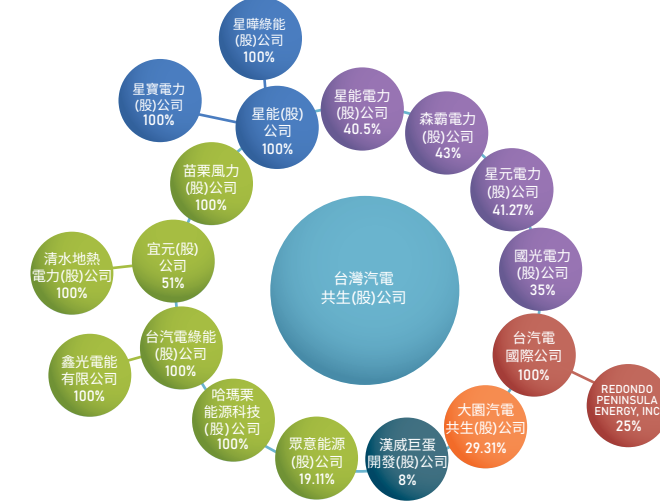 星曄綠能
(股)公司
100%
星寶電力
(股)公司
100%
星能(股)
公司
100%
星能電力
(股)公司
40.5%
森霸電力
(股)公司
43%
星元電力
(股)公司
41.27%
國光電力
(股)公司
35%
台汽電
國際公司
100%
REDONDO
PENINSULA
ENERGY, INC
25%
大園汽電
共生(股)公司
29.31%
漢威巨蛋
開發(股)公司
8%
眾意能源
(股)公司
19.11%
哈瑪栗
能源科技
(股)公司
100%
台汽電綠能
(股)公司
100%
鑫光電能
有限公司
100%
宜元(股)
公司
51%
清水地熱
電力(股)公司
100%
苗栗風力
(股)公司
100%
台灣汽電
共生(股)公司